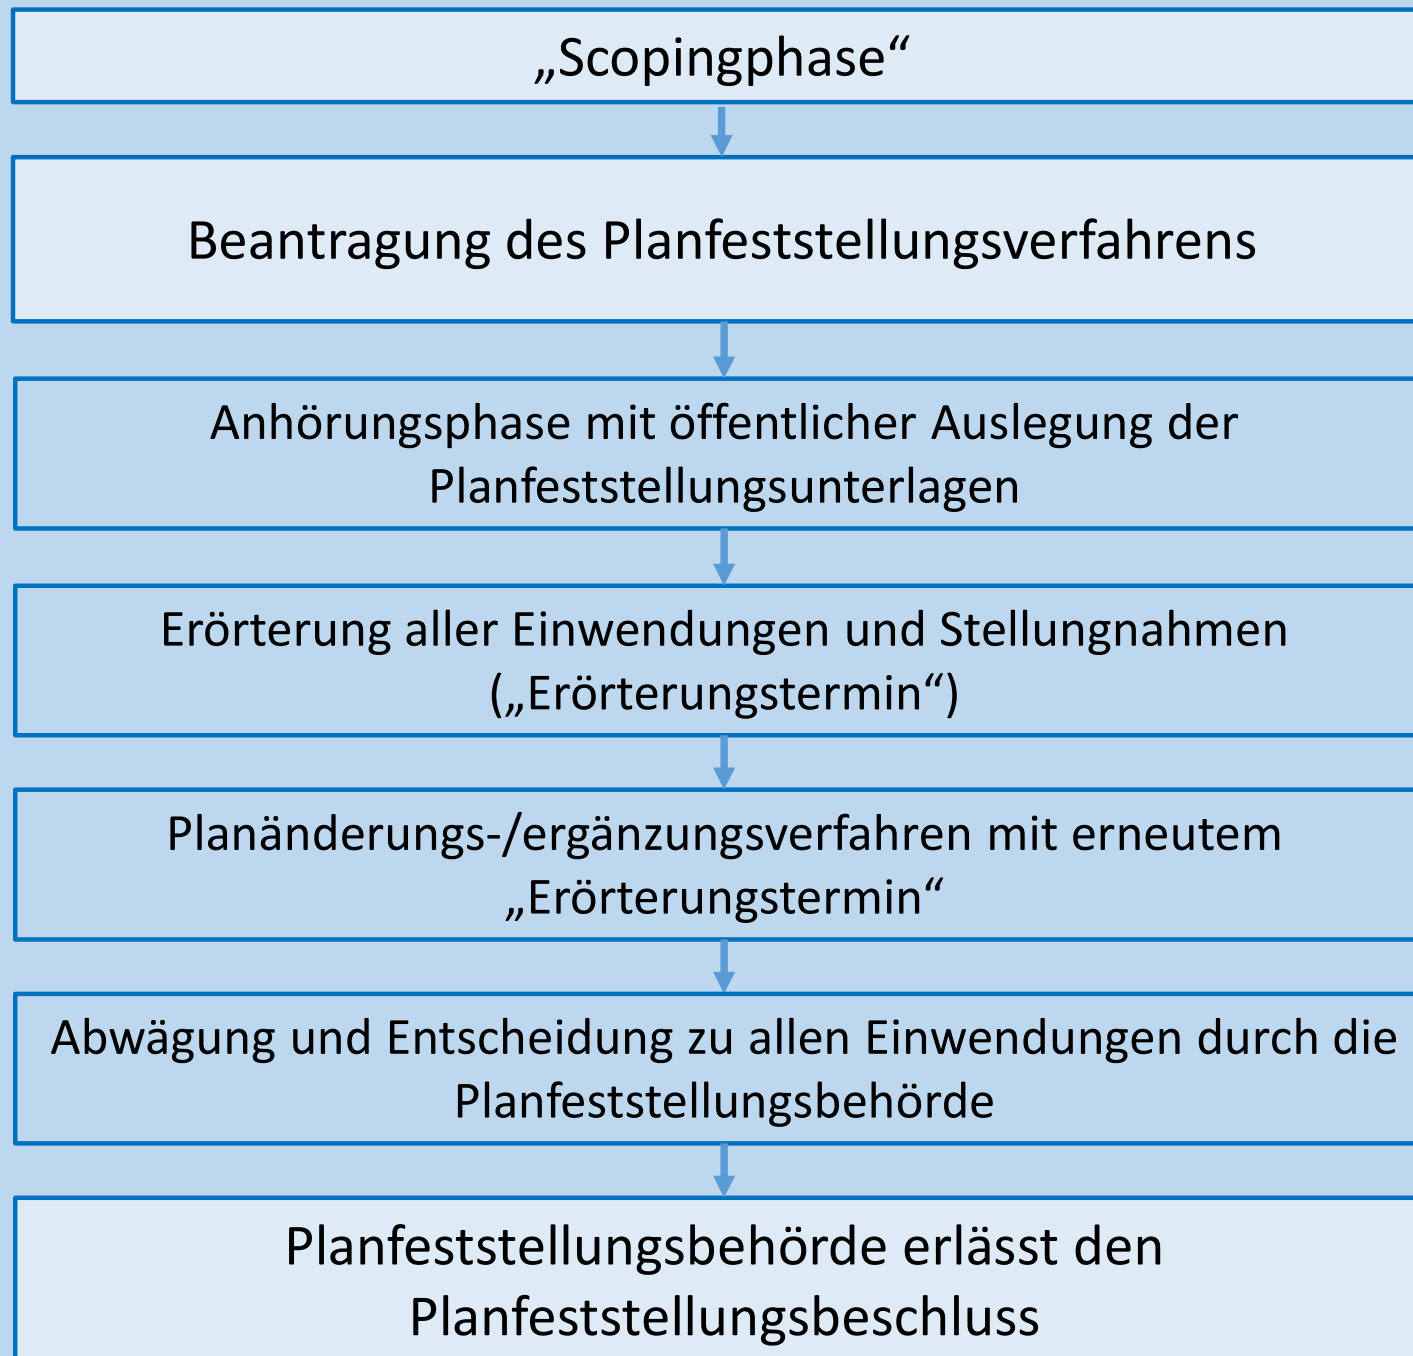 „Scopingphase“
Beantragung des Planfeststellungsverfahrens
Anhörungsphase mit öffentlicher Auslegung der
Planfeststellungsunterlagen
Erörterung aller Einwendungen und Stellungnahmen
(„Erörterungstermin“)
Planänderungs-/ergänzungsverfahren mit erneutem
„Erörterungstermin“
Abwägung und Entscheidung zu allen Einwendungen durch die
Planfeststellungsbehörde
Planfeststellungsbehörde erlässt den
Planfeststellungsbeschluss